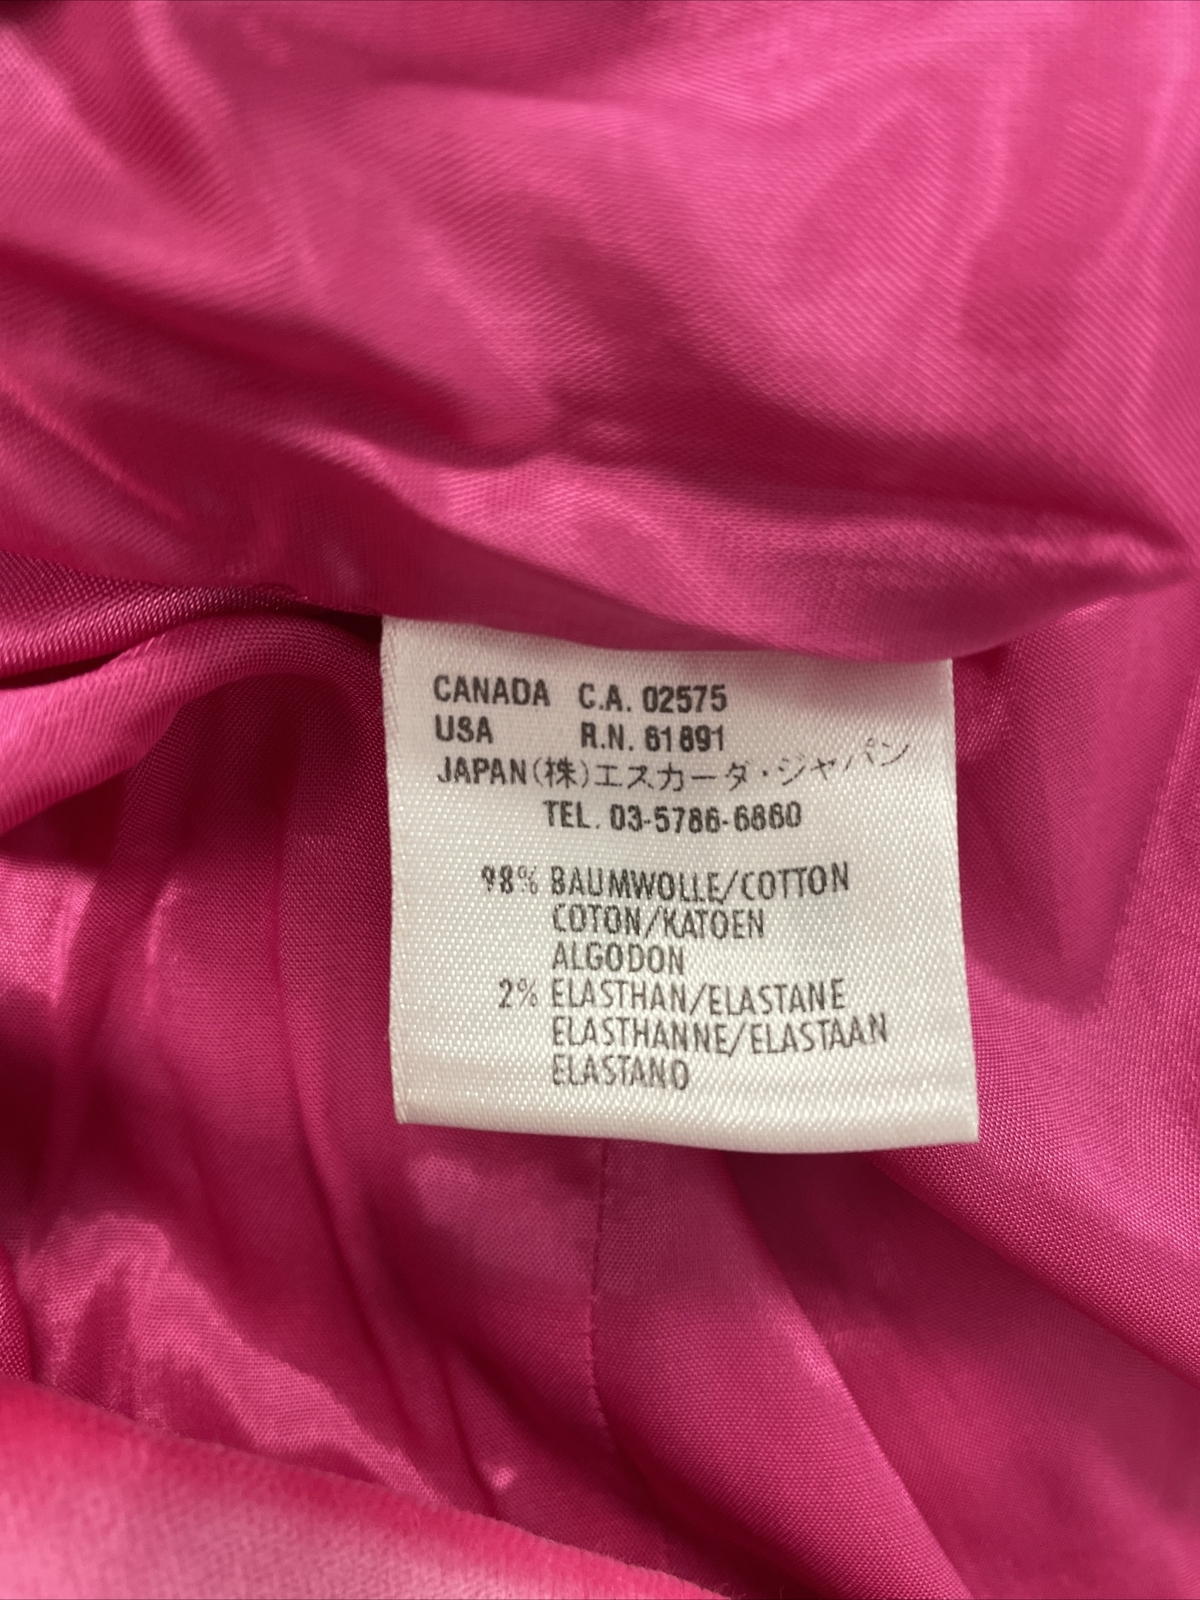 CANADA C.A. 02575
USA R.N. 61891
JAPAN(株)エスカーダ・ジャパン
TEL. 03-5786-6860
98% BAUMWOLLE/COTTON
COTON/KATOEN
ALGODON
2% ELASTHAN/ELASTANE
ELASTHANNE/ELASTAAN
ELASTANO